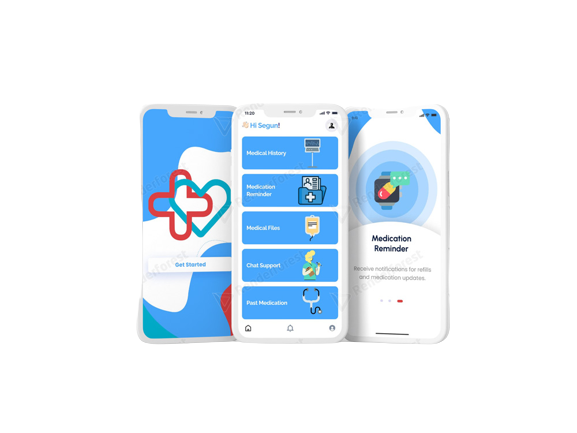 Get Started
11:20
Hi Segun!
Medical History
Medication
Reminder
Medical Files
Chat Support
Past Medication
Medication
Reminder
Receive notifications for refills
and medication updates.